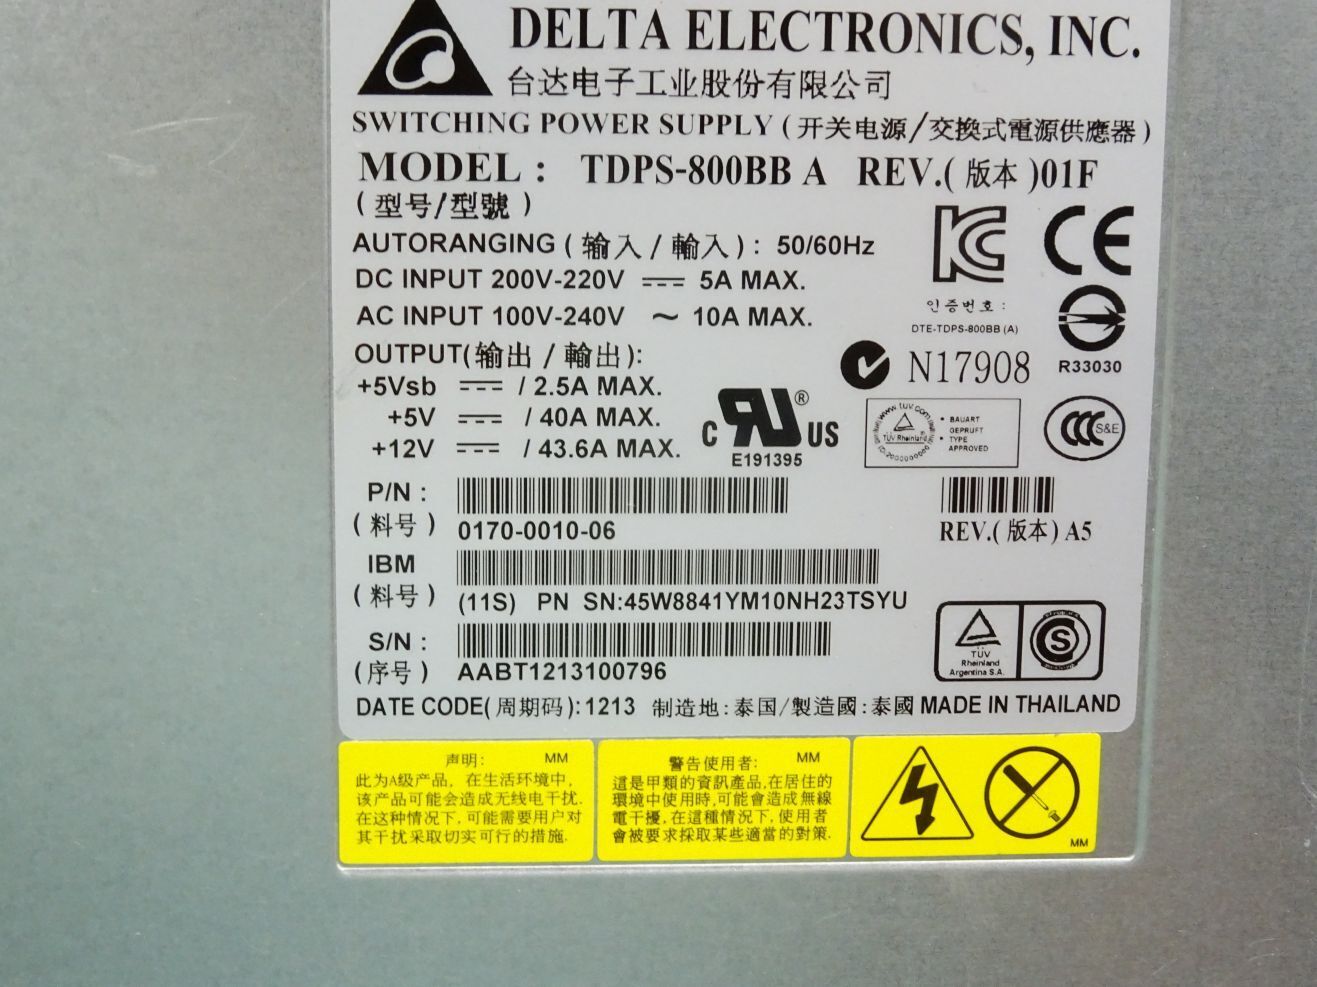 DELTA ELECTRONICS, INC.
台达电子工业股份有限公司
SWITCHING POWER SUPPLY (开关电源/交換式電源供應器)
MODEL : TDPS-800BB A REV.(版本)01F
(型号/型號)
AUTORANGING (输入/輸入) : 50/60Hz
DC INPUT 200V-220V ⎓ 5A MAX.
AC INPUT 100V-240V ~ 10A MAX.
인증번호 :
DTE-TDPS-800BB (A)
OUTPUT(输出/輸出):
N17908
R33030
+5Vsb ⎓ / 2.5A MAX.
+5V ⎓ / 40A MAX.
+12V ⎓ / 43.6A MAX.
C RU ® US
E191395
www.tuv.com
TÜV Rheinland
BAUART
GEPRUFT
TYPE
APPROVED
CCC S&E
P/N :
(料号) 0170-0010-06
REV.(版本) A5
IBM
(料号) (11S) PN SN:45W8841YM10NH23TSYU
S/N :
(序号) AABT1213100796
TÜV
Rheinland
Argentina S.A.
S
DATE CODE(周期码):1213 制造地:泰国/製造國:泰國 MADE IN THAILAND
声明: MM
此为A级产品, 在生活环境中,
该产品可能会造成无线电干扰.
在这种情况下, 可能需要用户对
其干扰采取切实可行的措施.
警告使用者: MM
這是甲類的資訊產品,在居住的
環境中使用時,可能會造成無線
電干擾,在這種情況下,使用者
會被要求採取某些適當的對策.
MM